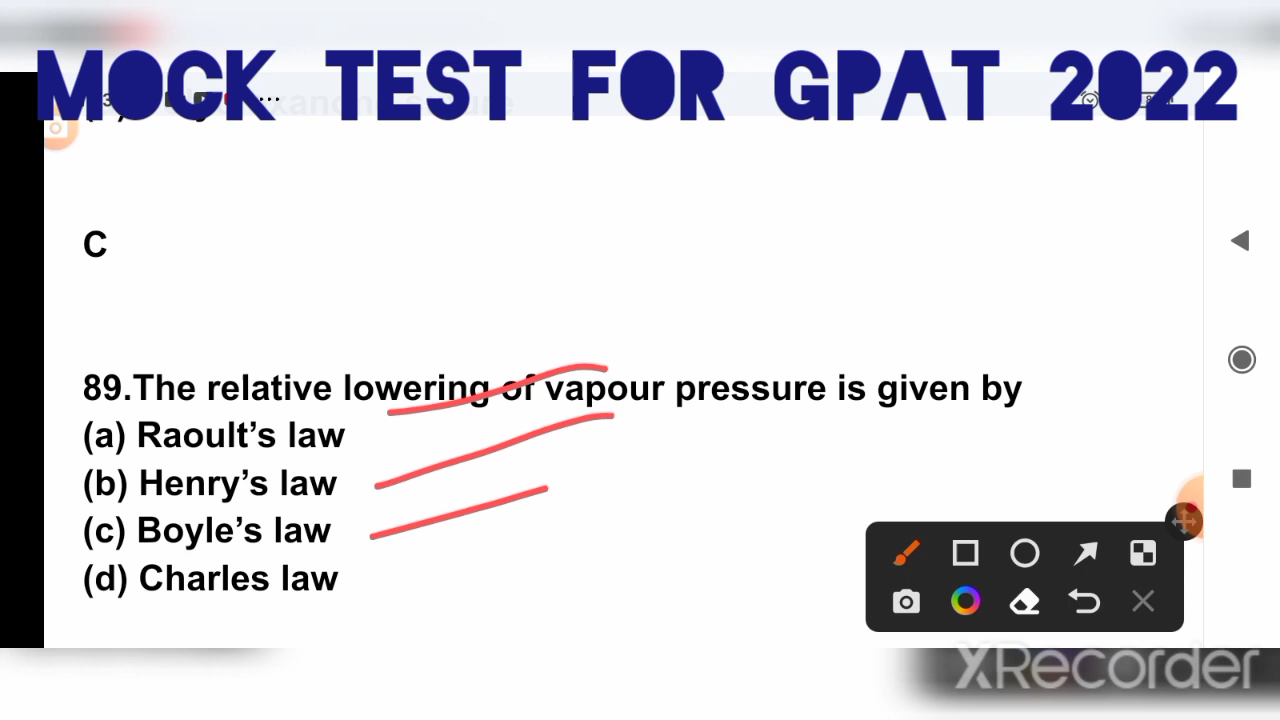 MOCK TEST FOR GPAT 2022
C
89.The relative lowering of vapour pressure is given by
(a) Raoult’s law
(b) Henry’s law
(c) Boyle’s law
(d) Charles law
XRecorder